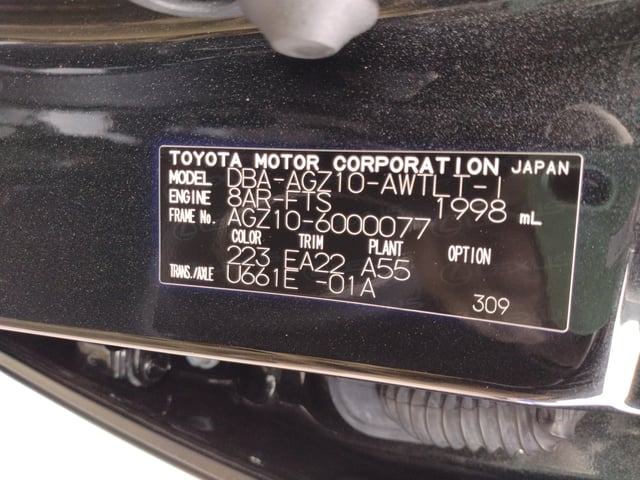 TOYOTA MOTOR CORPORATION JAPAN
MODEL DBA-AGZ10-AWTLT-I
ENGINE 8AR-FTS 1998 mL
FRAME No. AGZ10-6000077
COLOR TRIM PLANT OPTION
223 EA22 A55
TRANS./AXLE U661E -01A
309